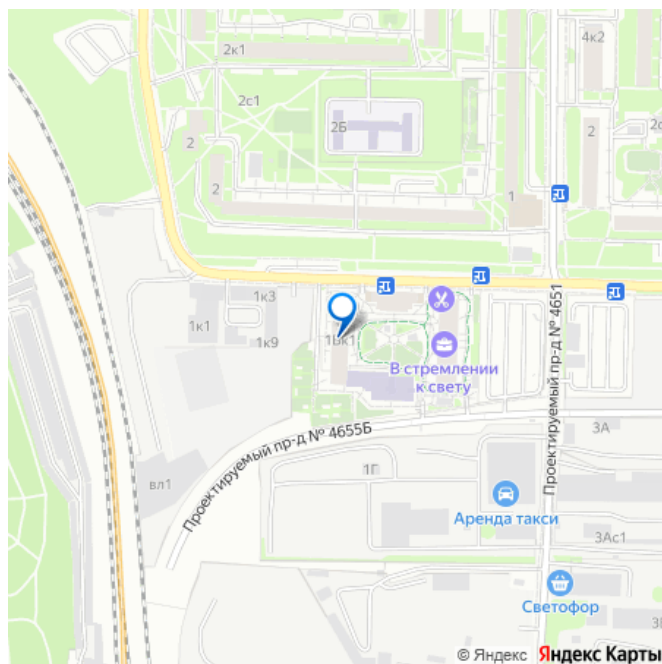 4к2
2к1
2с1
2Б
2
2
2с
2
1
Проектируемый пр-д № 4651
1к3
1к1
1к9
1Бк1
В стремлении
к свету
Проектируемый пр-д № 4655Б
3А
1Г
вл1
Аренда такси
3Ас1
Светофор
© Яндекс Яндекс Карты